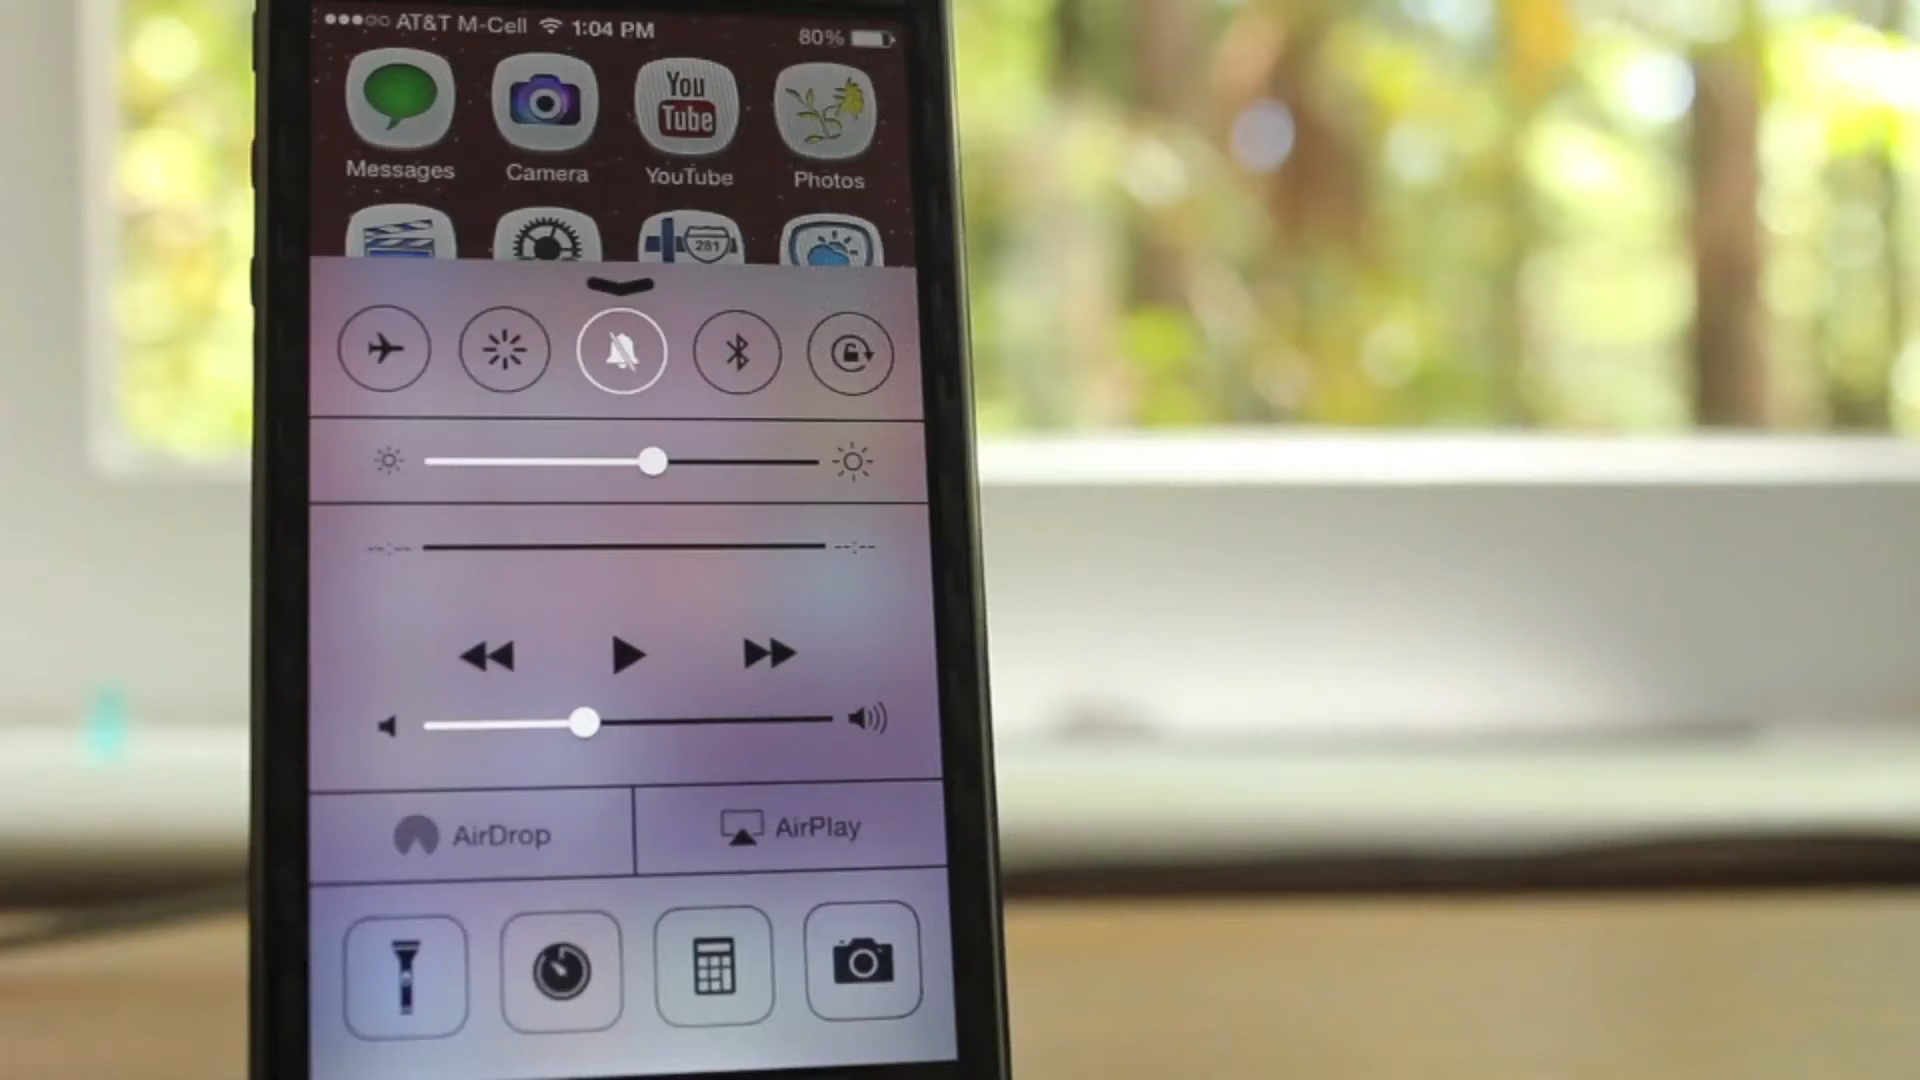 AT&T M-Cell 1:04 PM 80%
Messages Camera YouTube Photos
You
Tube
281
--:-- --:--
AirDrop AirPlay